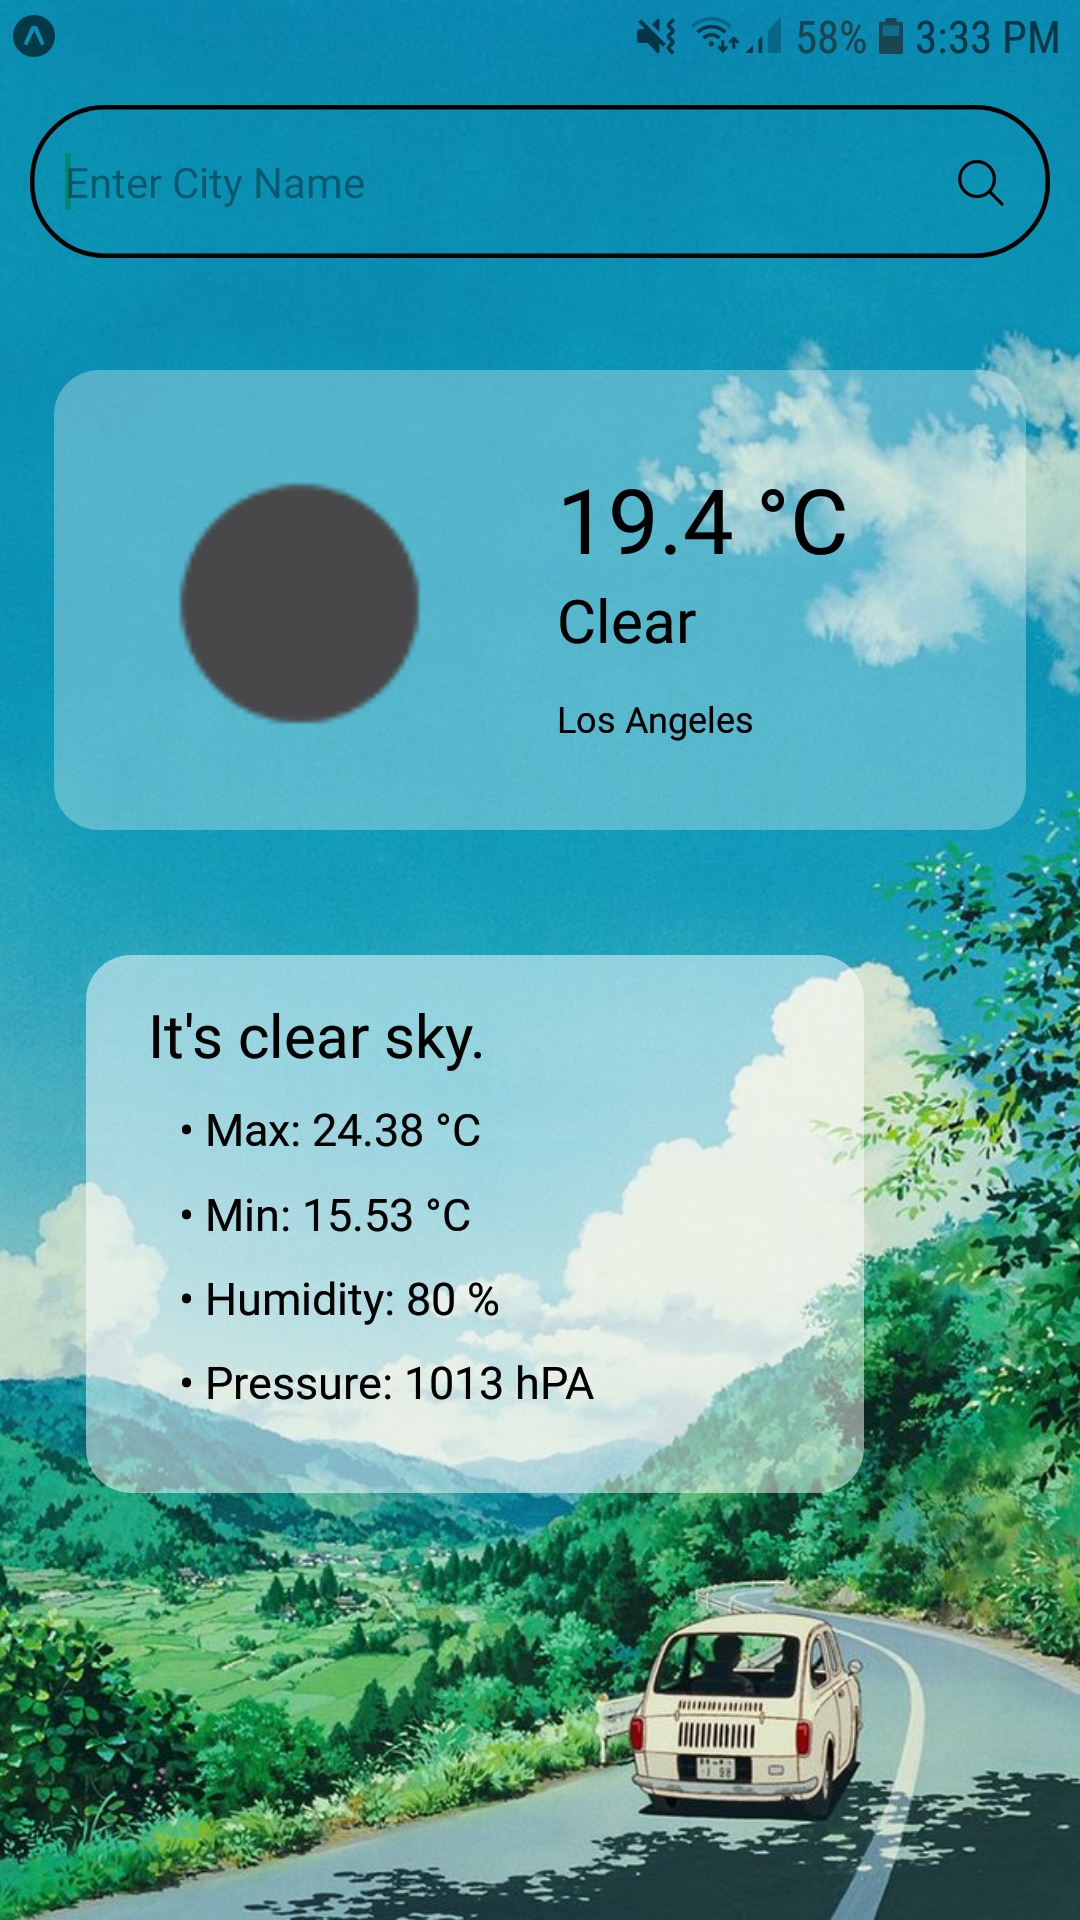 58% 3:33 PM
Enter City Name
19.4 °C
Clear
Los Angeles
It's clear sky.
• Max: 24.38 °C
• Min: 15.53 °C
• Humidity: 80 %
• Pressure: 1013 hPA